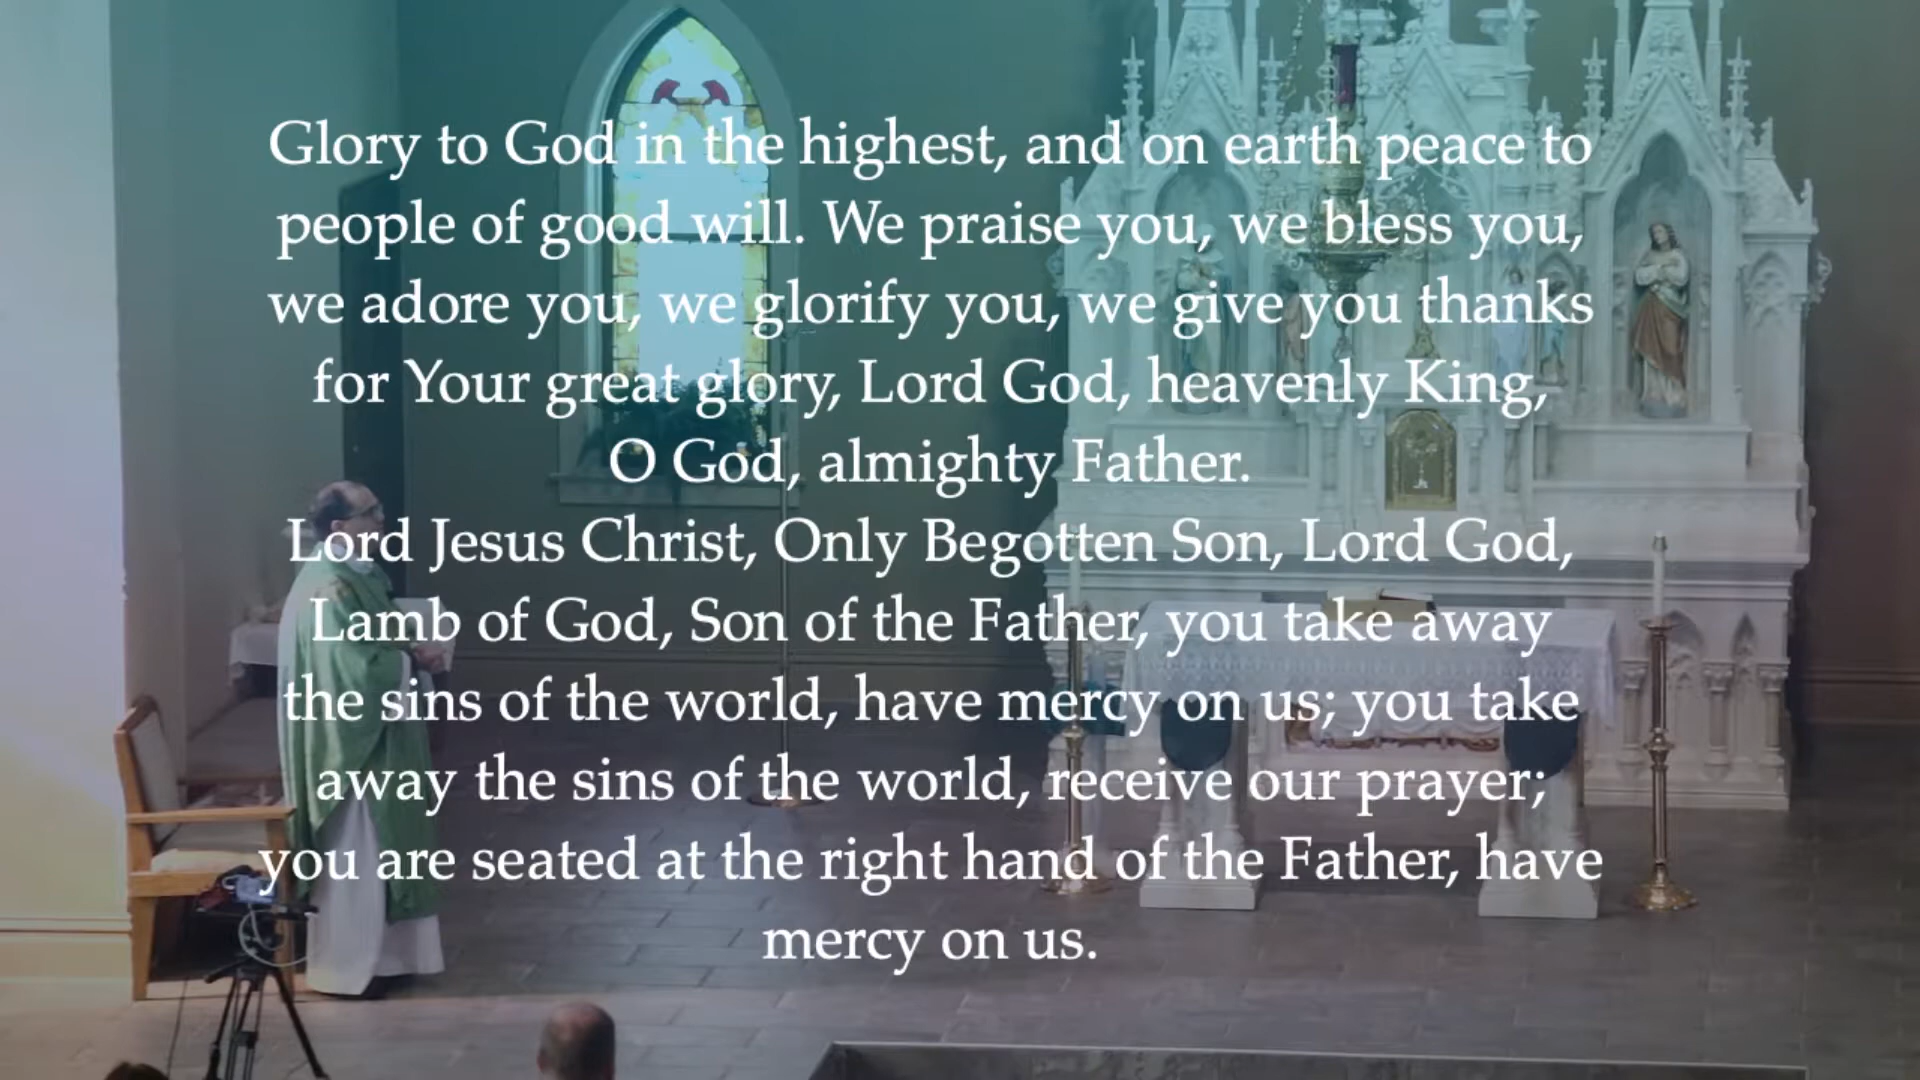 Glory to God in the highest, and on earth peace to
people of good will. We praise you, we bless you,
we adore you, we glorify you, we give you thanks
for Your great glory, Lord God, heavenly King,
O God, almighty Father.
Lord Jesus Christ, Only Begotten Son, Lord God,
Lamb of God, Son of the Father, you take away
the sins of the world, have mercy on us; you take
away the sins of the world, receive our prayer;
you are seated at the right hand of the Father, have
mercy on us.